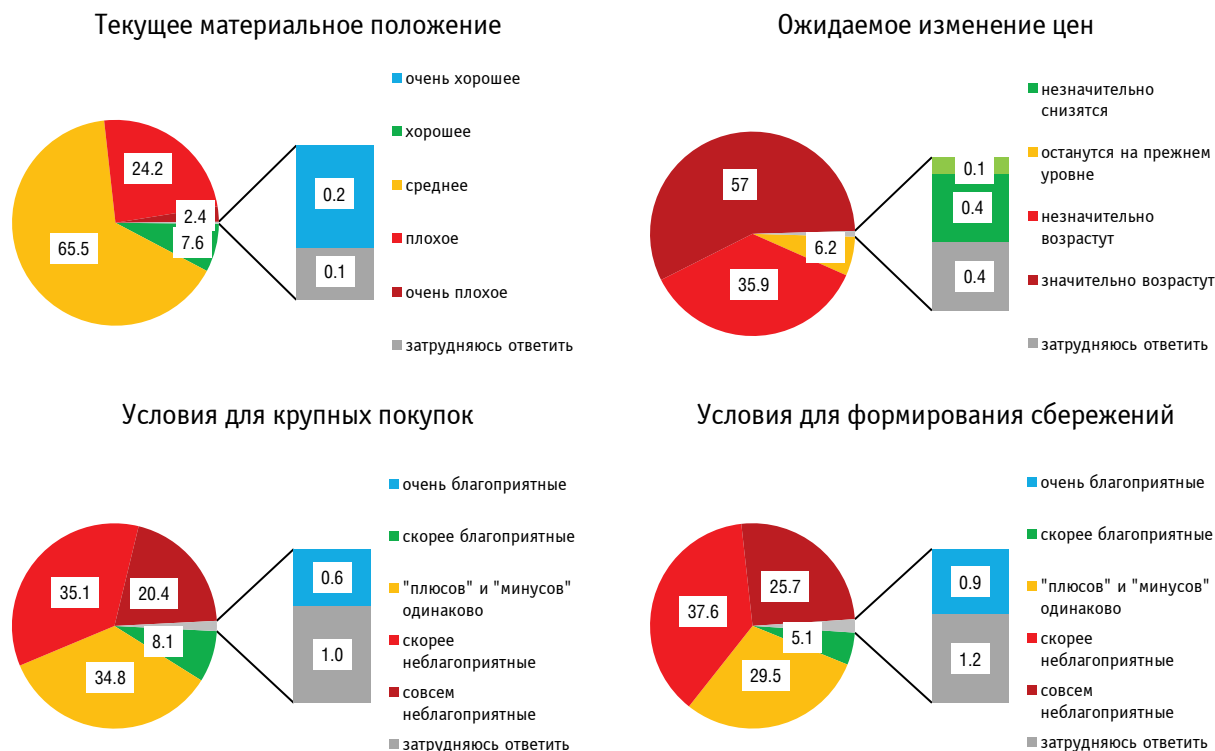 Текущее материальное положение
очень хорошее
хорошее
среднее
плохое
очень плохое
затрудняюсь ответить
24.2
2.4
7.6
65.5
0.2
0.1
Ожидаемое изменение цен
незначительно
снизятся
останутся на прежнем
уровне
незначительно
возрастут
значительно возрастут
затрудняюсь ответить
57
6.2
35.9
0.1
0.4
0.4
Условия для крупных покупок
очень благоприятные
скорее благоприятные
"плюсов" и "минусов"
одинаково
скорее
неблагоприятные
совсем
неблагоприятные
затрудняюсь ответить
35.1
20.4
8.1
34.8
0.6
1.0
Условия для формирования сбережений
очень благоприятные
скорее благоприятные
"плюсов" и "минусов"
одинаково
скорее
неблагоприятные
совсем
неблагоприятные
затрудняюсь ответить
37.6
25.7
5.1
29.5
0.9
1.2